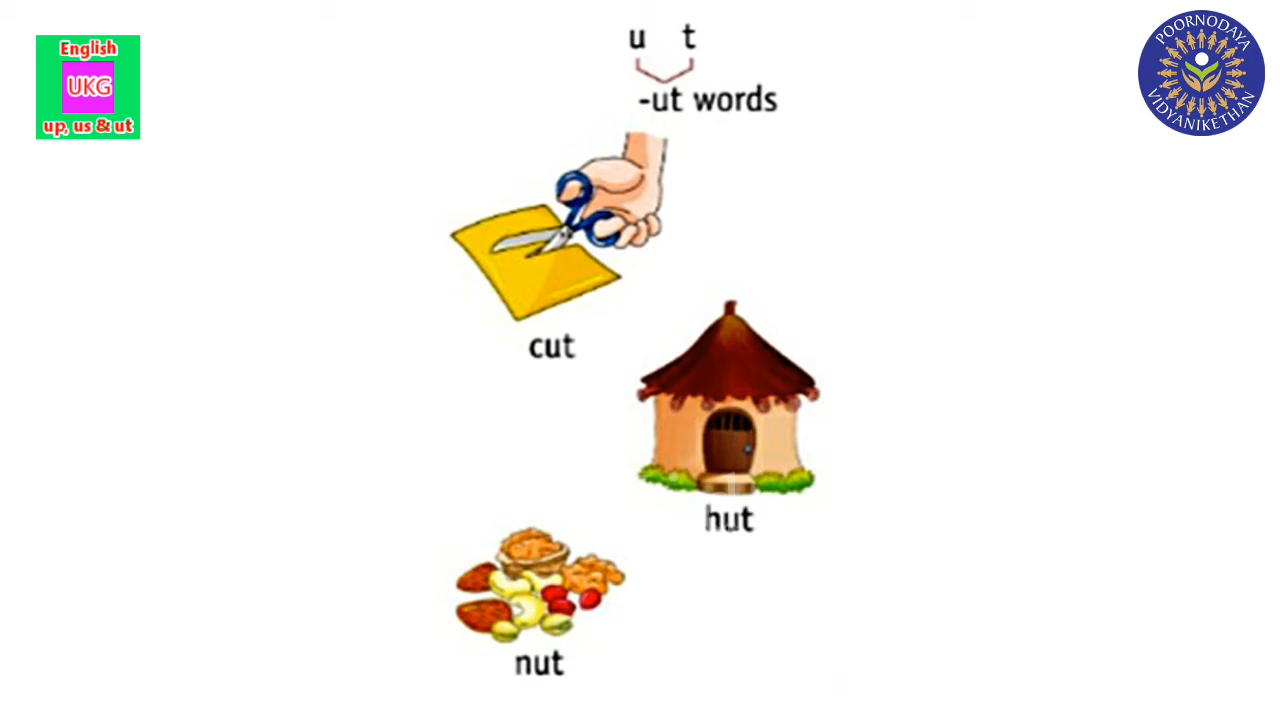 English
UKG
up, us & ut
POORNODAYA
VIDYANIKETHAN
u t
-ut words
cut
hut
nut